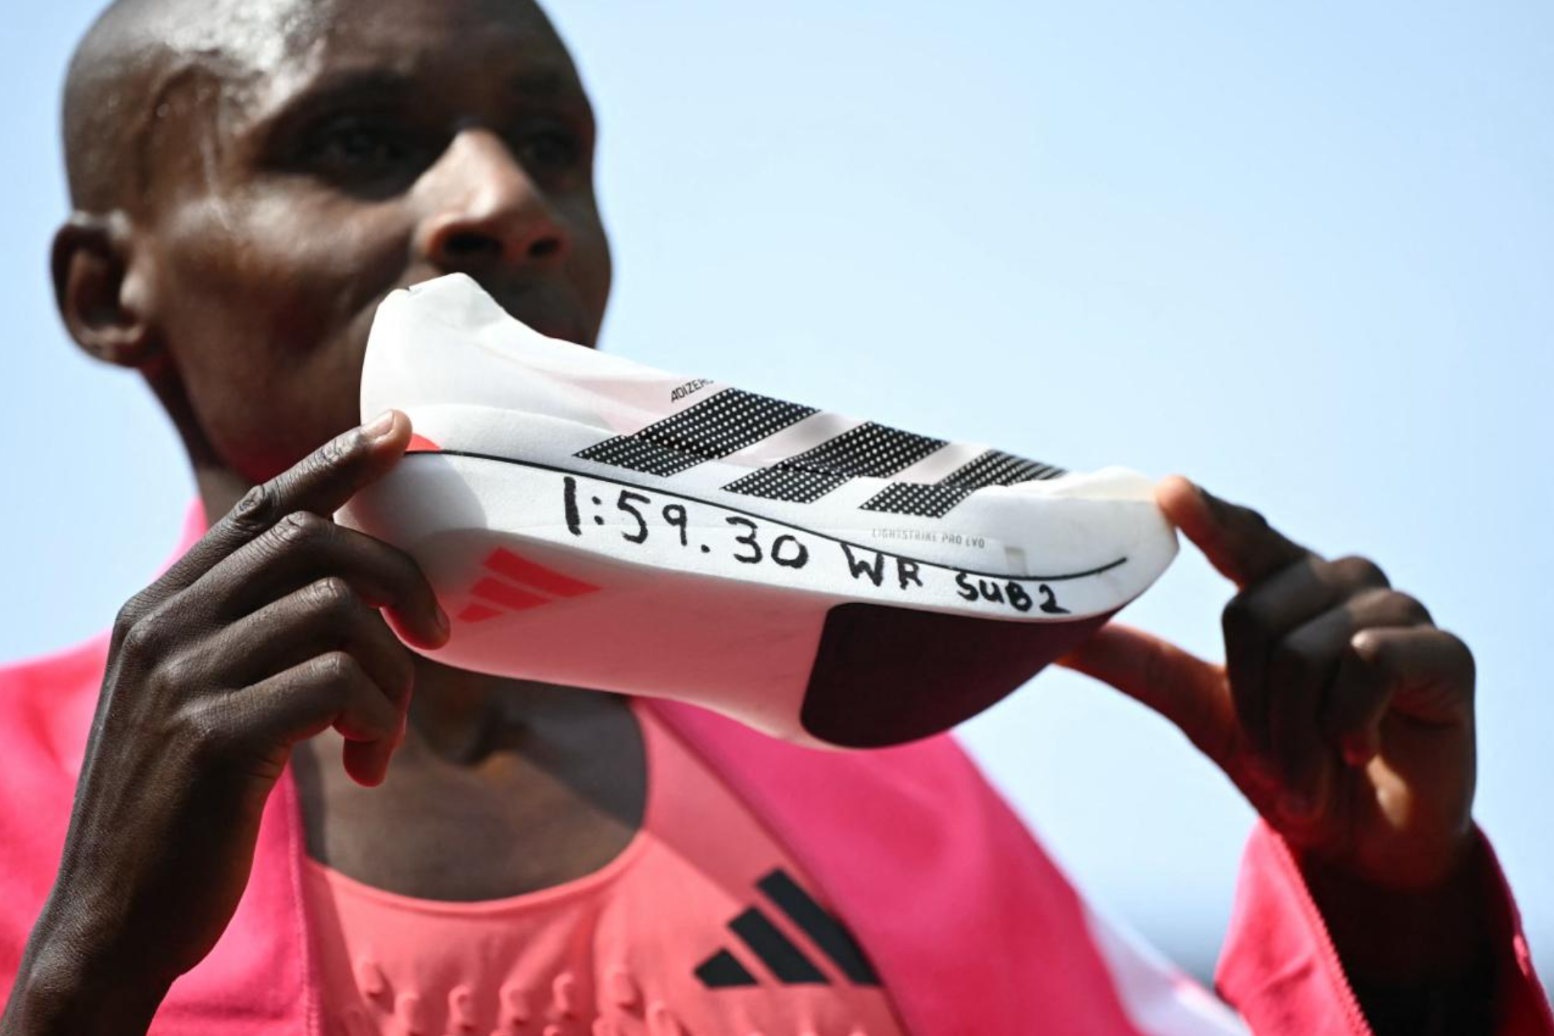 ADIZERO
1:59.30 WR SUB2
LIGHTSTRIKE PRO EVO